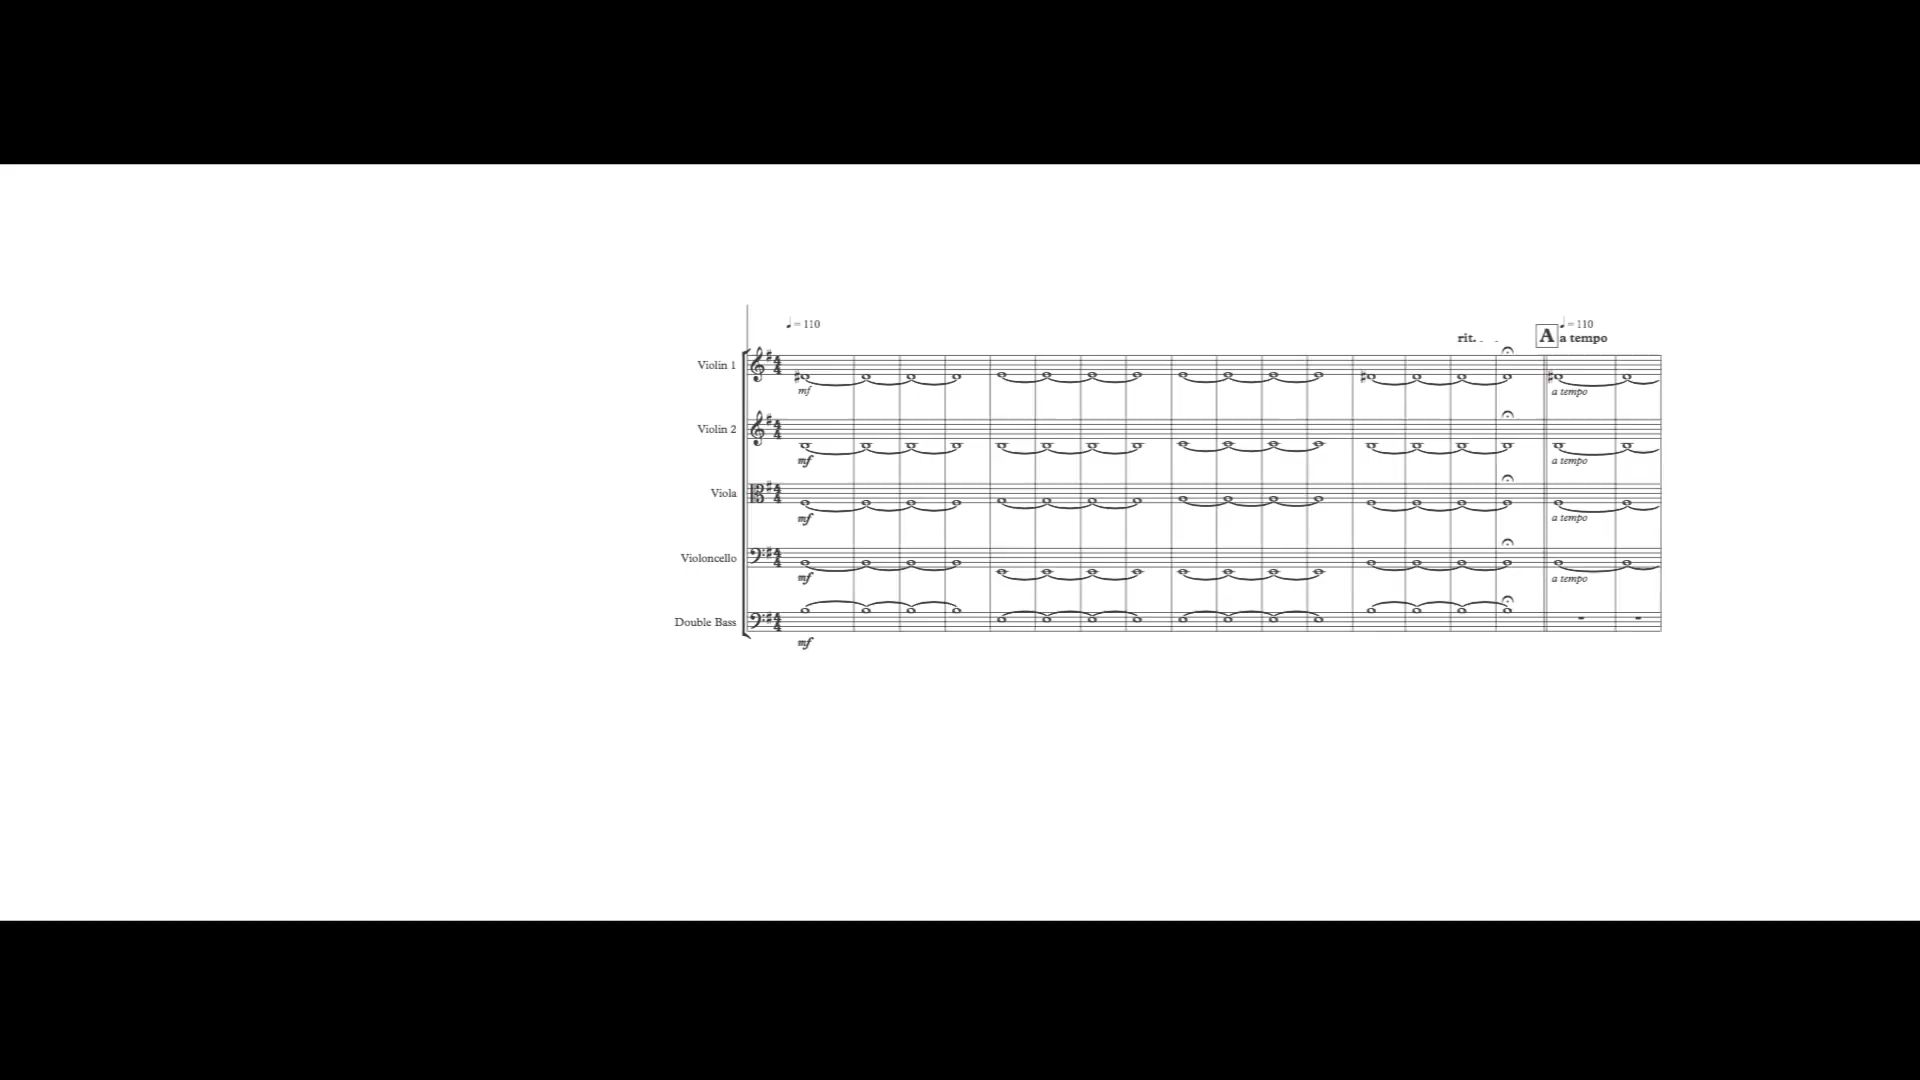 ♩ = 110 ♩ = 110
rit. A a tempo
Violin 1
mf a tempo
Violin 2
mf a tempo
Viola
mf a tempo
Violoncello
mf a tempo
Double Bass
mf